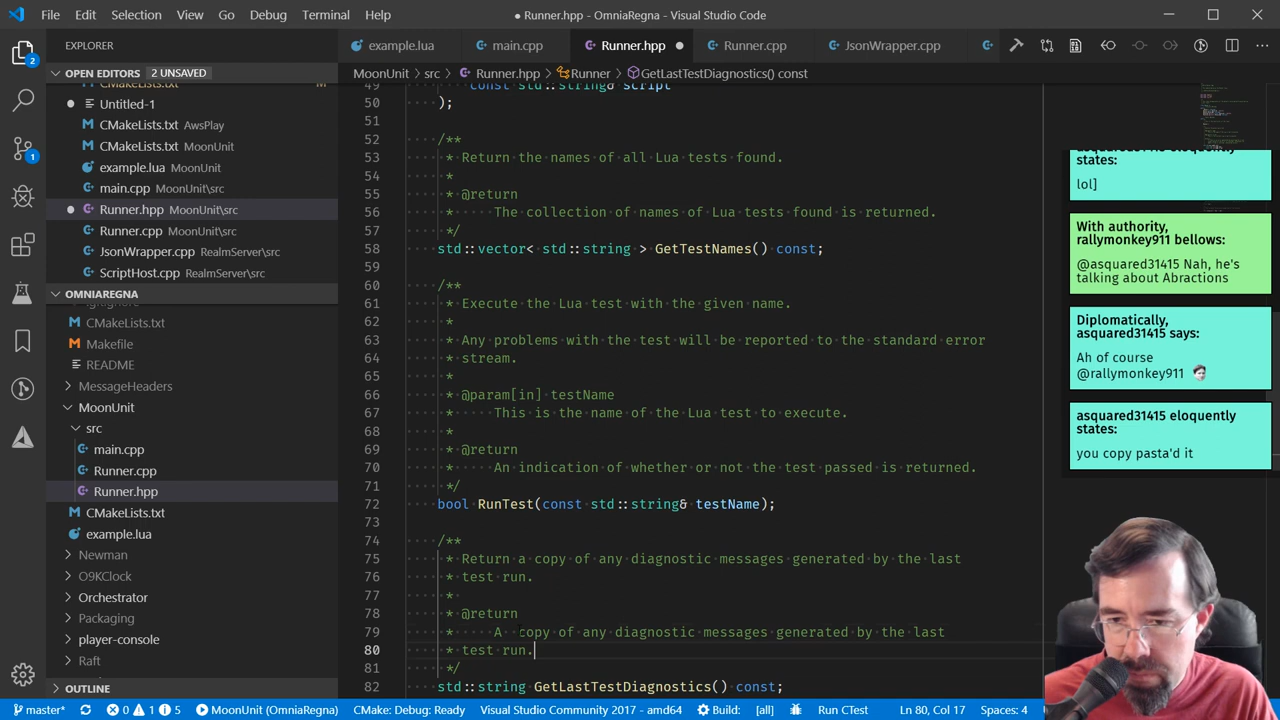 File Edit Selection View Go Debug Terminal Help
● Runner.hpp - OmniaRegna - Visual Studio Code
EXPLORER
example.lua main.cpp Runner.hpp Runner.cpp JsonWrapper.cpp
OPEN EDITORS 2 UNSAVED
MoonUnit > src > Runner.hpp > Runner > GetLastTestDiagnostics() const
CMakeLists.txt M
Untitled-1
CMakeLists.txt AwsPlay
CMakeLists.txt MoonUnit
example.lua MoonUnit
main.cpp MoonUnit\src
Runner.hpp MoonUnit\src
Runner.cpp MoonUnit\src
JsonWrapper.cpp RealmServer\src
ScriptHost.cpp RealmServer\src
OMNIAREGNA
.gitignore
CMakeLists.txt
Makefile
README
MessageHeaders
MoonUnit
src
main.cpp
Runner.cpp
Runner.hpp
CMakeLists.txt
example.lua
Newman
O9KClock
Orchestrator
Packaging
player-console
Raft
OUTLINE
49 const std::string& script
50 );
51
52 /**
53 * Return the names of all Lua tests found.
54 *
55 * @return
56 * The collection of names of Lua tests found is returned.
57 */
58 std::vector< std::string > GetTestNames() const;
59
60 /**
61 * Execute the Lua test with the given name.
62 *
63 * Any problems with the test will be reported to the standard error
64 * stream.
65 *
66 * @param[in] testName
67 * This is the name of the Lua test to execute.
68 *
69 * @return
70 * An indication of whether or not the test passed is returned.
71 */
72 bool RunTest(const std::string& testName);
73
74 /**
75 * Return a copy of any diagnostic messages generated by the last
76 * test run.
77 *
78 * @return
79 * A copy of any diagnostic messages generated by the last
80 * test run.
81 */
82 std::string GetLastTestDiagnostics() const;
asquared31415 eloquently
states:
lol]
With authority,
rallymonkey911 bellows:
@asquared31415 Nah, he's
talking about Abractions
Diplomatically,
asquared31415 says:
Ah of course
@rallymonkey911
asquared31415 eloquently
states:
you copy pasta'd it
master* 0 1 5 MoonUnit (OmniaRegna) CMake: Debug: Ready Visual Studio Community 2017 - amd64 Build: [all] Run CTest Ln 80, Col 17 Spaces: 4